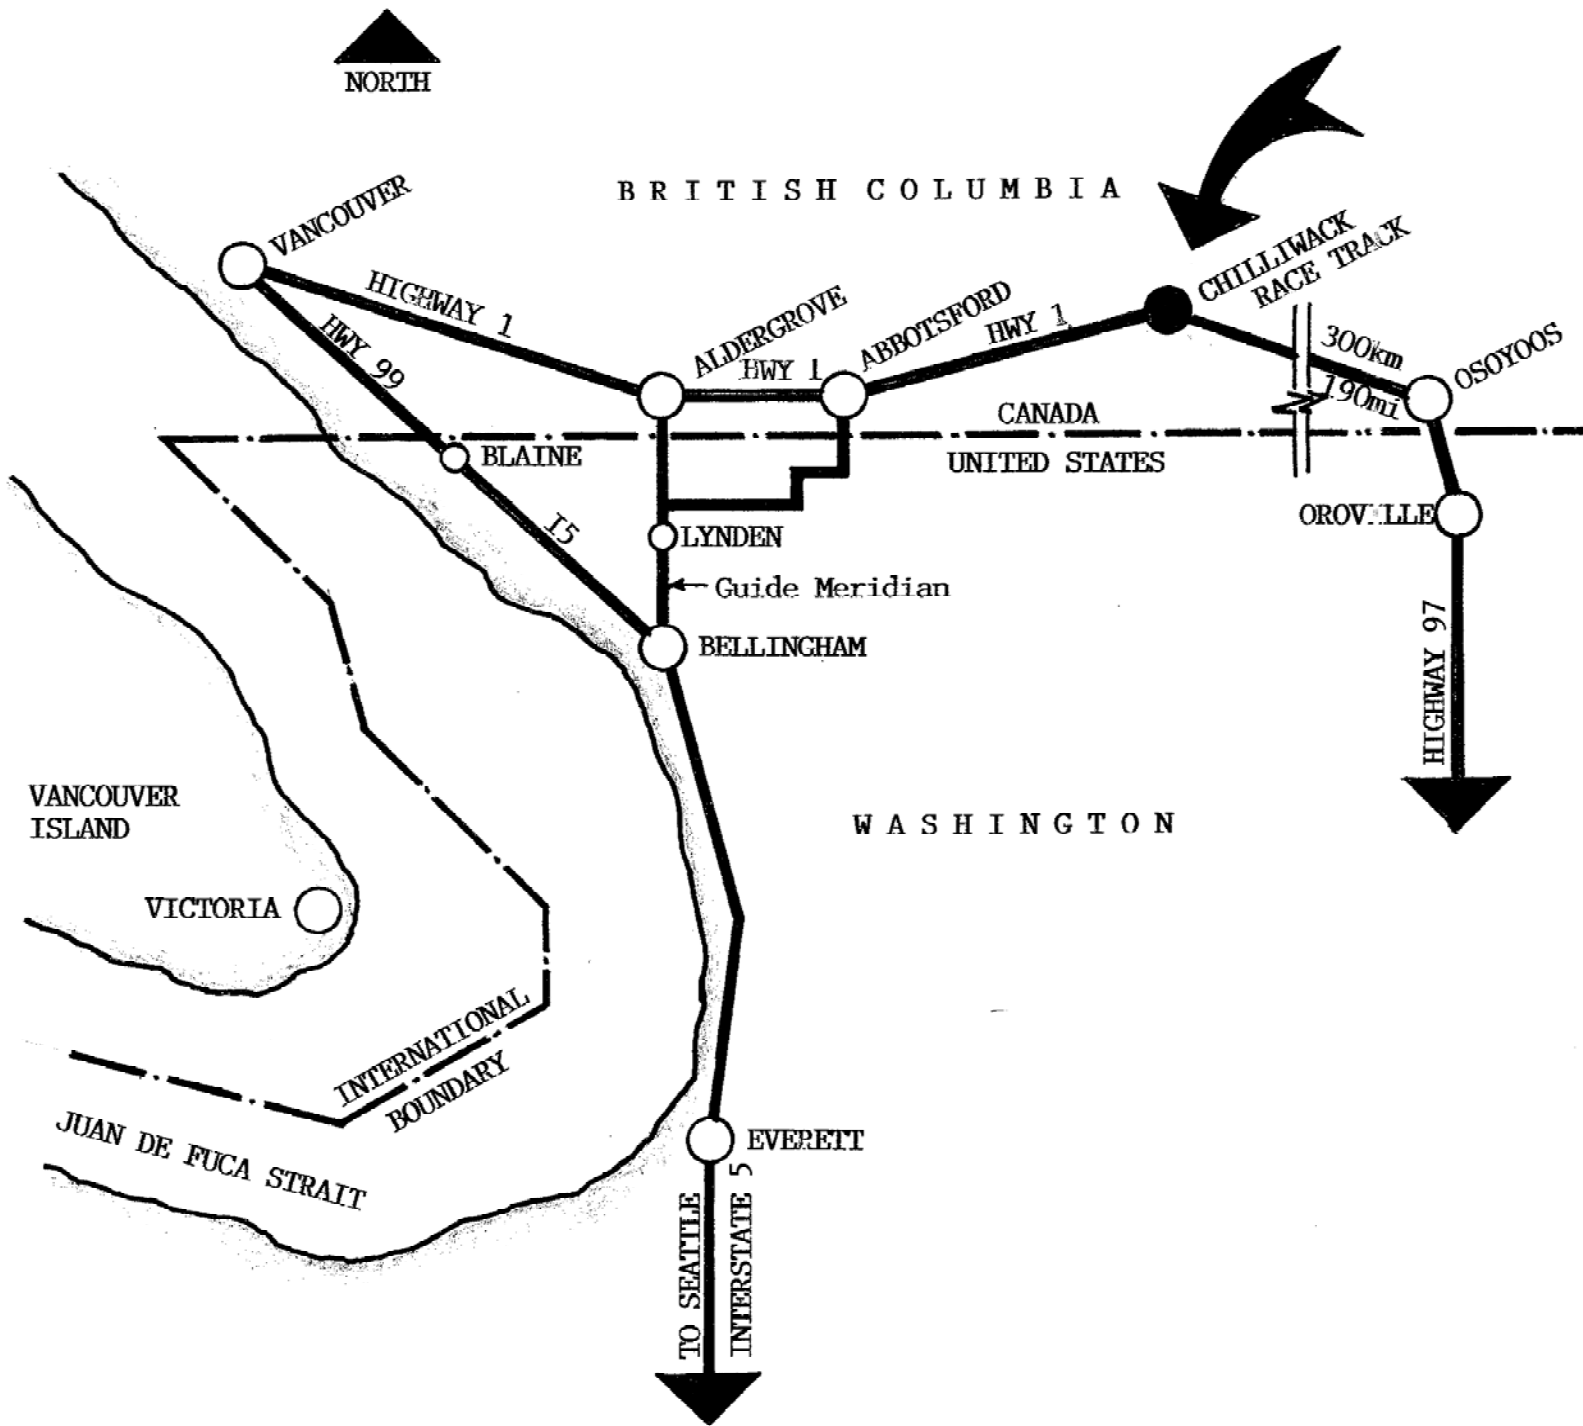 NORTH
BRITISH COLUMBIA
VANCOUVER
HIGHWAY 1
HWY 99
ALDERGROVE
HWY 1
ABBOTSFORD
HWY 1
CHILLIWACK
RACE TRACK
300km
190mi
OSOYOOS
CANADA
UNITED STATES
BLAINE
I5
LYNDEN
Guide Meridian
BELLINGHAM
OROVILLE
HIGHWAY 97
VANCOUVER
ISLAND
WASHINGTON
VICTORIA
INTERNATIONAL
BOUNDARY
JUAN DE FUCA STRAIT
EVERETT
TO SEATTLE
INTERSTATE 5